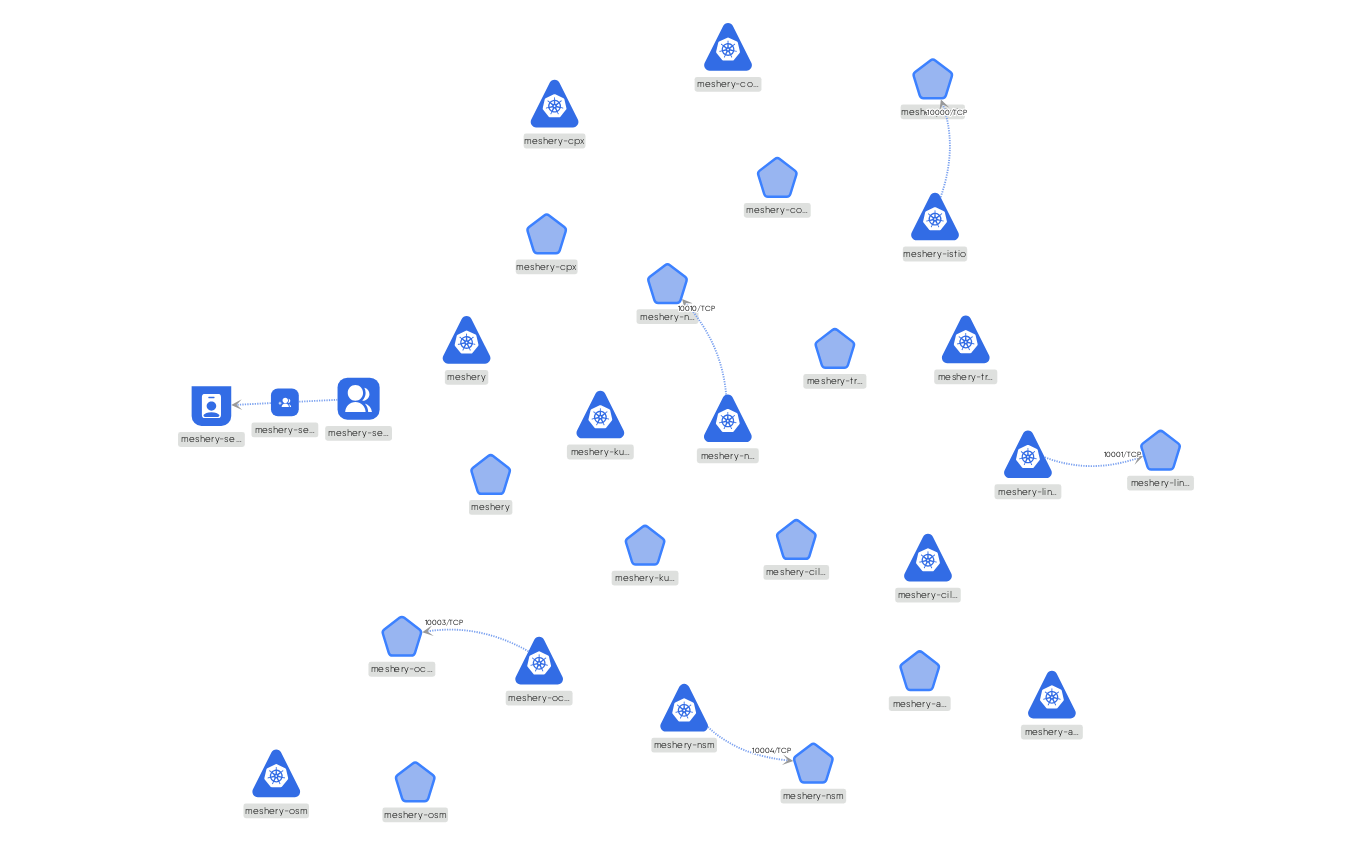 meshery-co...
meshery-cpx
10000/TCP
meshery-co...
meshery-istio
meshery-cpx
10010/TCP
meshery-n...
meshery
meshery-tr...
meshery-tr...
meshery-se...
meshery-se...
meshery-se...
meshery-ku...
meshery-n...
10001/TCP
meshery-lin...
meshery-lin...
meshery
meshery-ku...
meshery-cil...
meshery-cil...
10003/TCP
meshery-oc...
meshery-oc...
meshery-a...
meshery-a...
meshery-nsm
10004/TCP
meshery-nsm
meshery-osm
meshery-osm